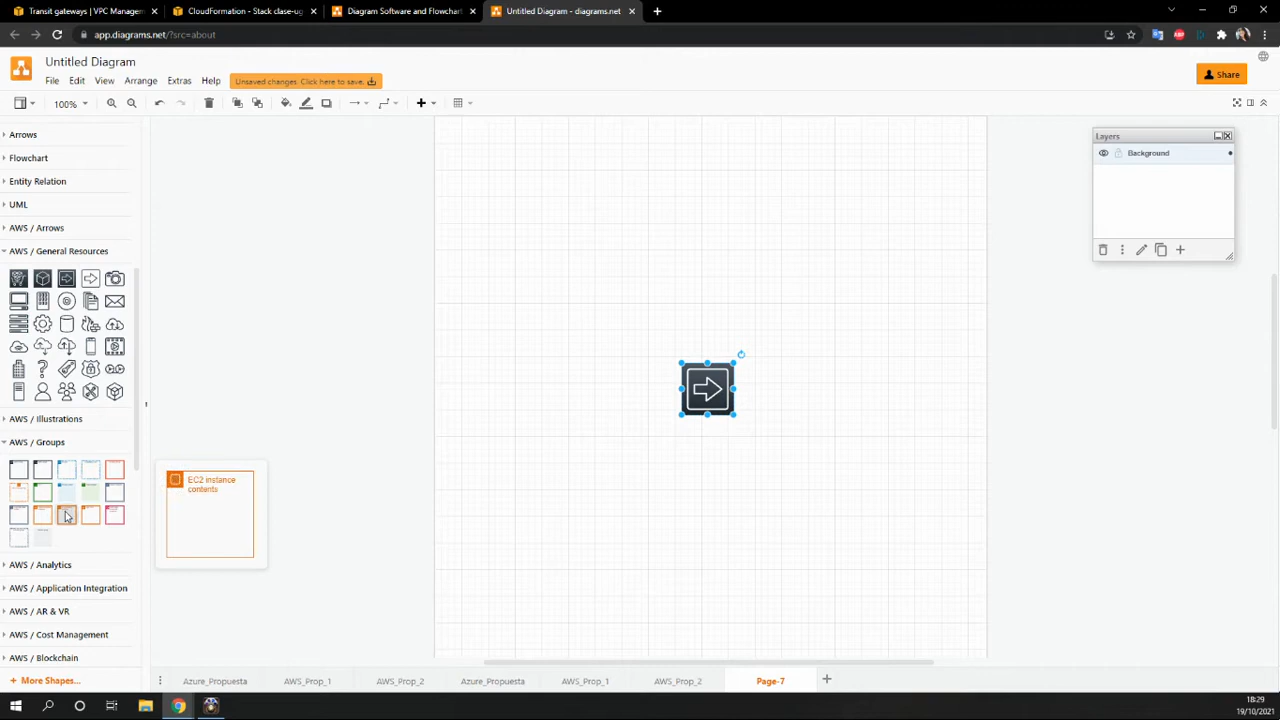 Transit gateways | VPC Managem
CloudFormation - Stack clase-ug
Diagram Software and Flowchart
Untitled Diagram - diagrams.net
app.diagrams.net/?src=about
Untitled Diagram
File Edit View Arrange Extras Help Unsaved changes. Click here to save.
Share
100%
Arrows
Flowchart
Entity Relation
UML
AWS / Arrows
AWS / General Resources
AWS / Illustrations
AWS / Groups
AWS / Analytics
AWS / Application Integration
AWS / AR & VR
AWS / Cost Management
AWS / Blockchain
+ More Shapes...
EC2 instance
contents
Layers
Background
Azure_Propuesta AWS_Prop_1 AWS_Prop_2 Azure_Propuesta AWS_Prop_1 AWS_Prop_2 Page-7
18:29
19/10/2021